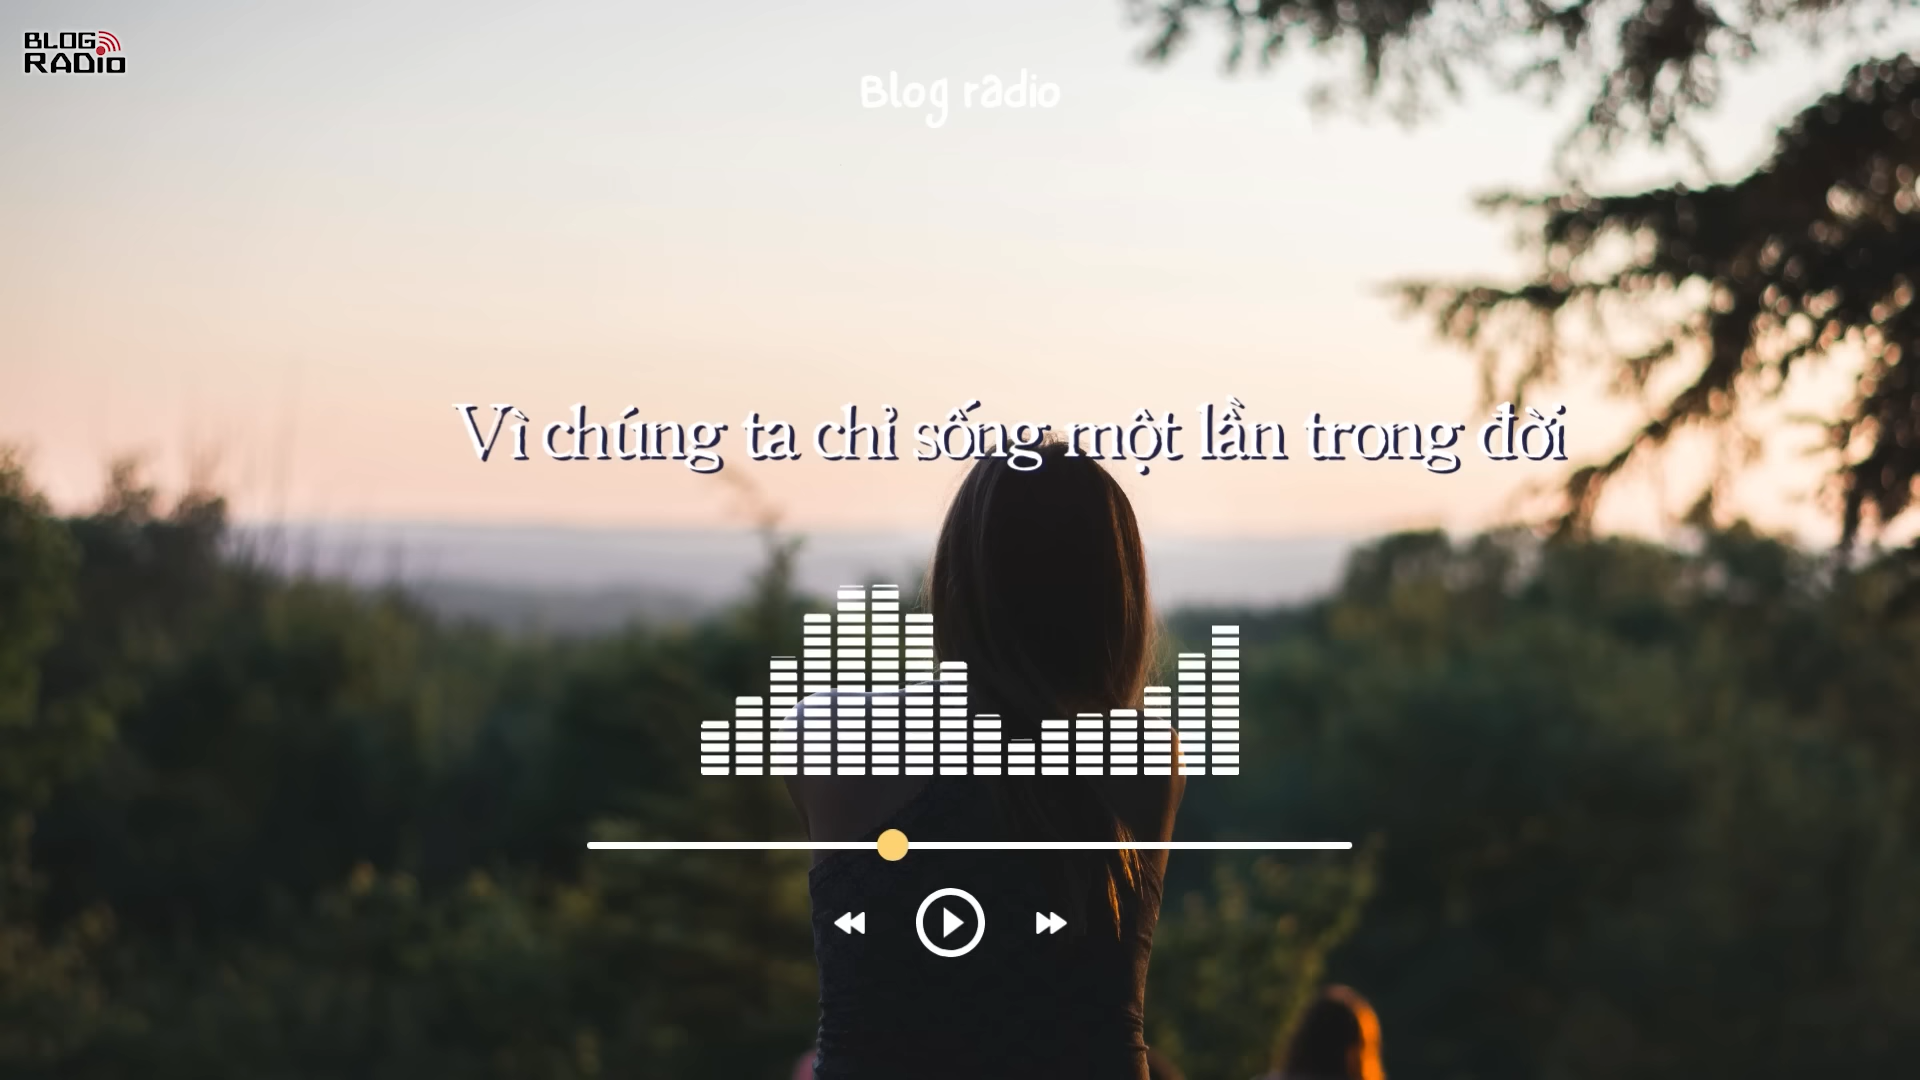 BLOG
RADIO
Blog radio
Vì chúng ta chỉ sống một lần trong đời